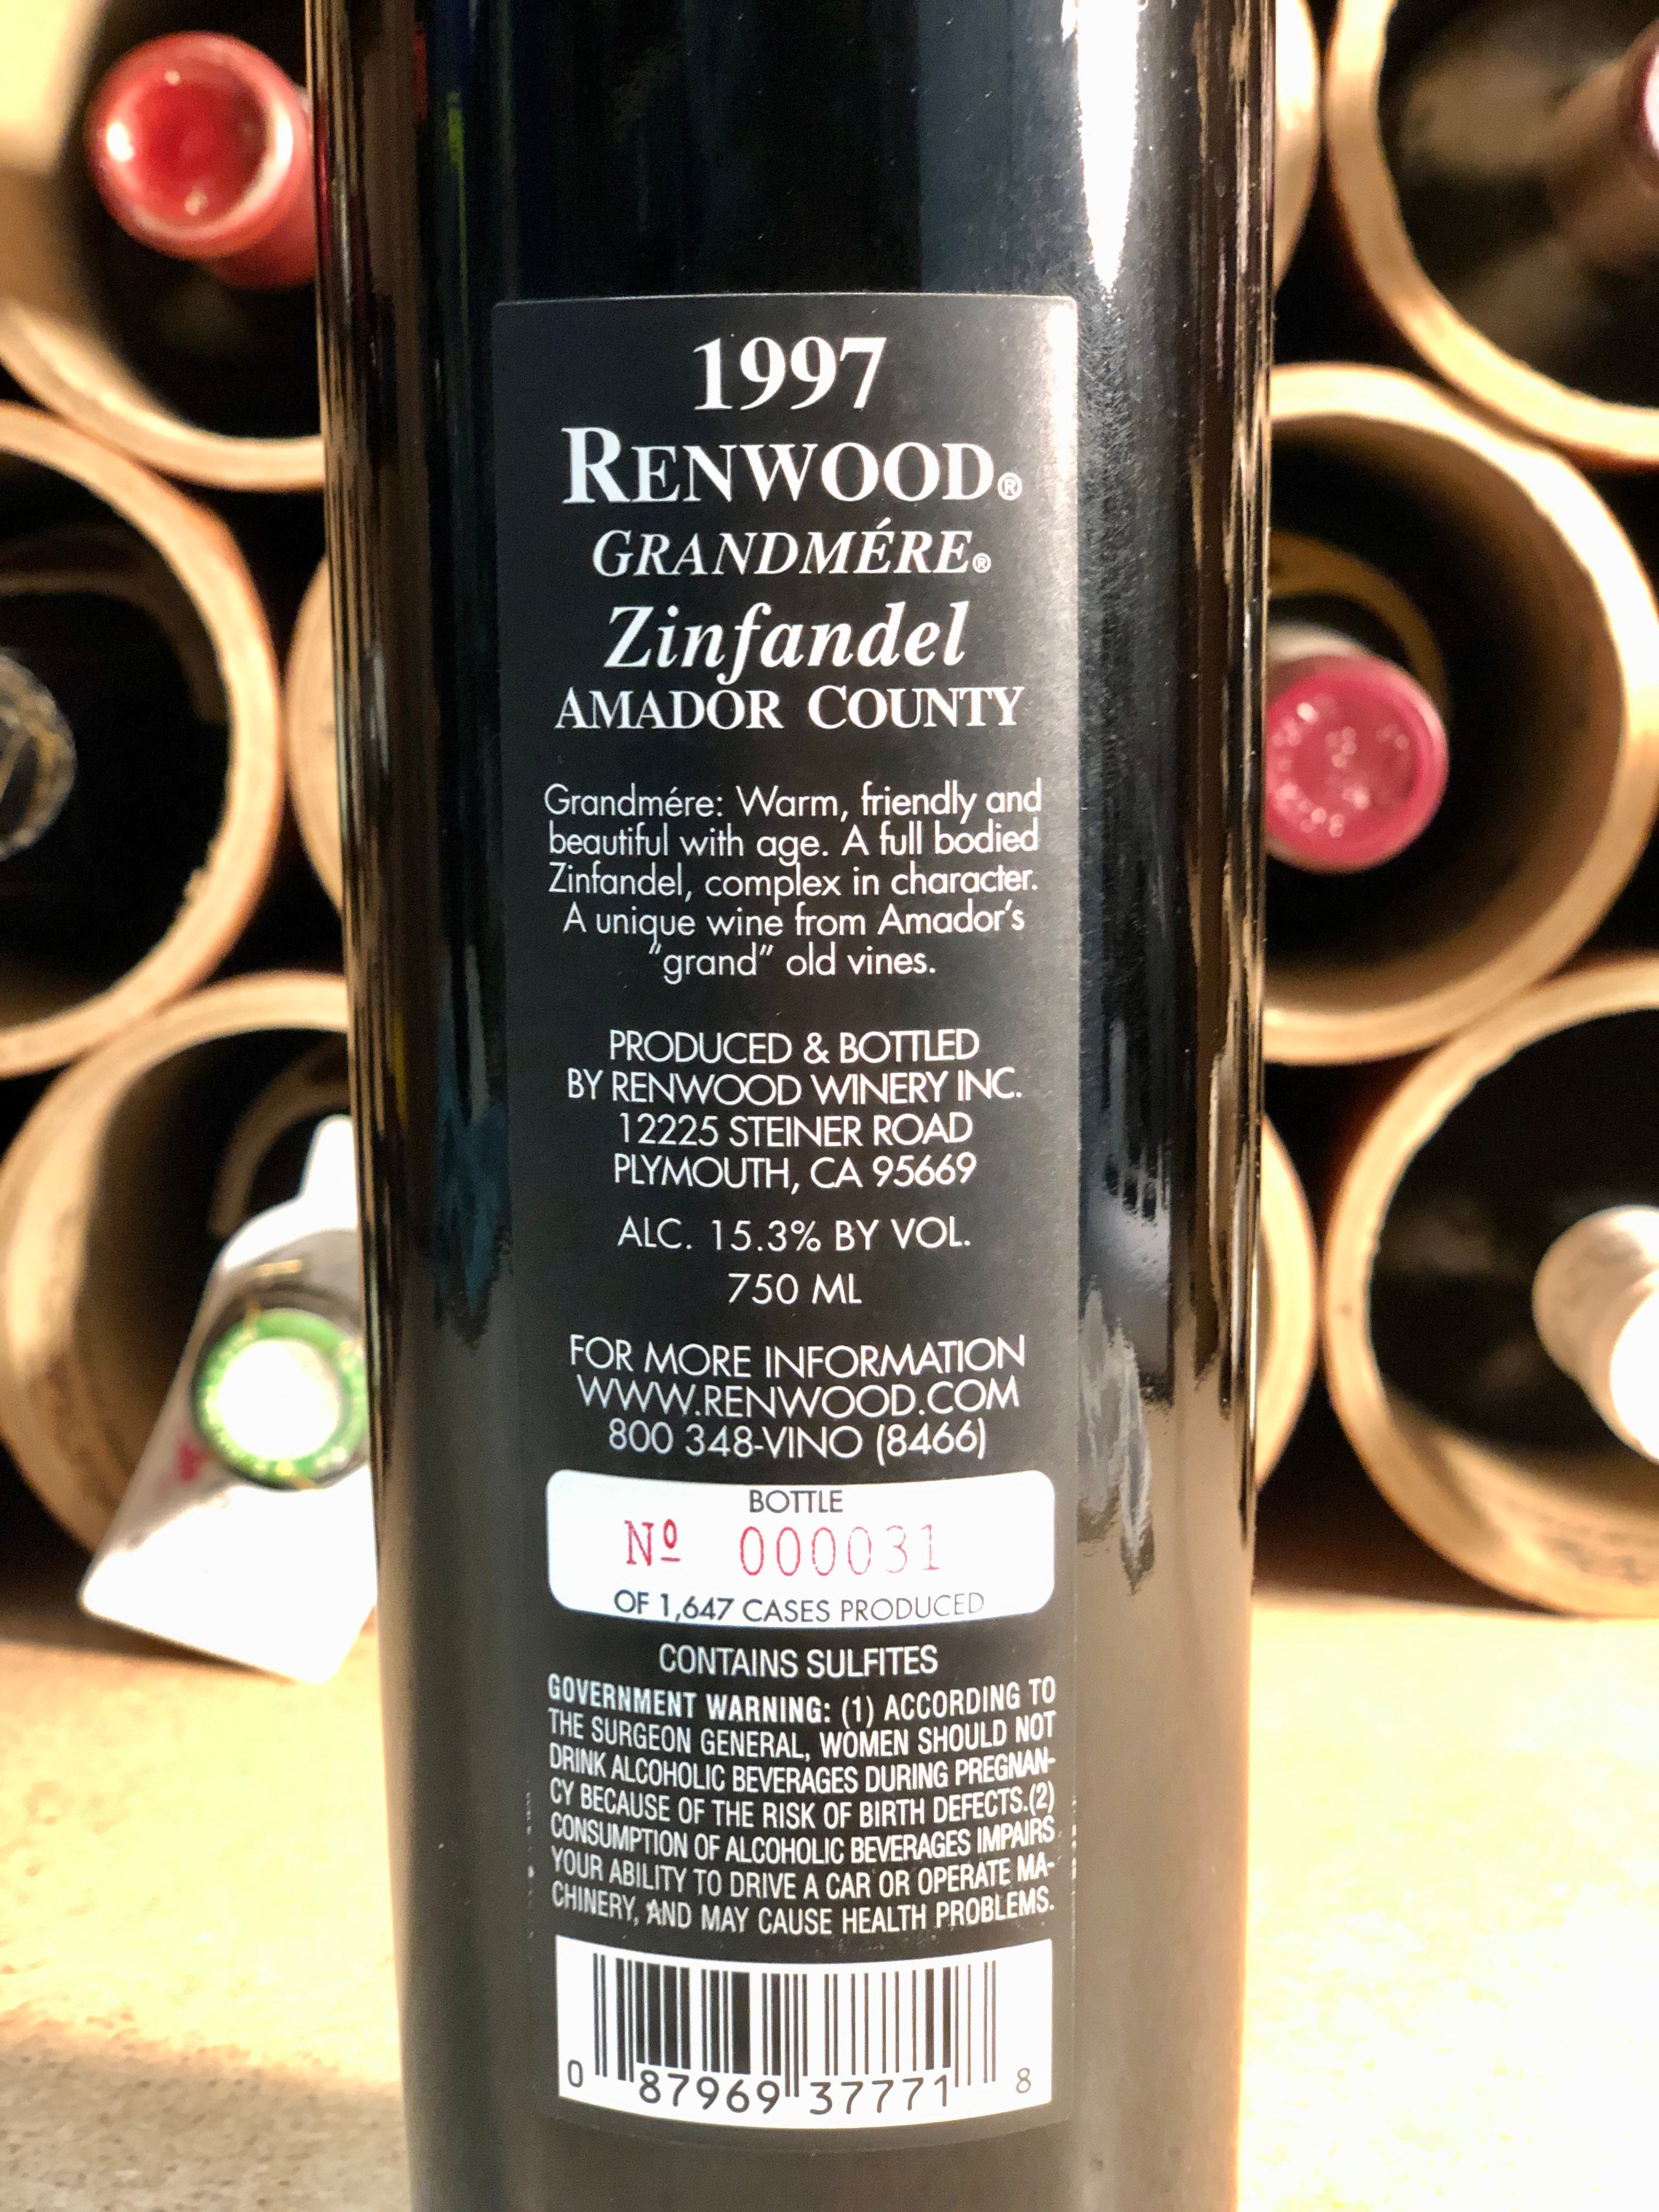 1997
RENWOOD®
GRANDMÉRE®
Zinfandel
AMADOR COUNTY
Grandmére: Warm, friendly and
beautiful with age. A full bodied
Zinfandel, complex in character.
A unique wine from Amador's
"grand" old vines.
PRODUCED & BOTTLED
BY RENWOOD WINERY INC.
12225 STEINER ROAD
PLYMOUTH, CA 95669
ALC. 15.3% BY VOL.
750 ML
FOR MORE INFORMATION
WWW.RENWOOD.COM
800 348-VINO (8466)
BOTTLE
Nº 000031
OF 1,647 CASES PRODUCED
CONTAINS SULFITES
GOVERNMENT WARNING: (1) ACCORDING TO
THE SURGEON GENERAL, WOMEN SHOULD NOT
DRINK ALCOHOLIC BEVERAGES DURING PREGNAN-
CY BECAUSE OF THE RISK OF BIRTH DEFECTS.(2)
CONSUMPTION OF ALCOHOLIC BEVERAGES IMPAIRS
YOUR ABILITY TO DRIVE A CAR OR OPERATE MA-
CHINERY, AND MAY CAUSE HEALTH PROBLEMS.
0 87969 37771 8